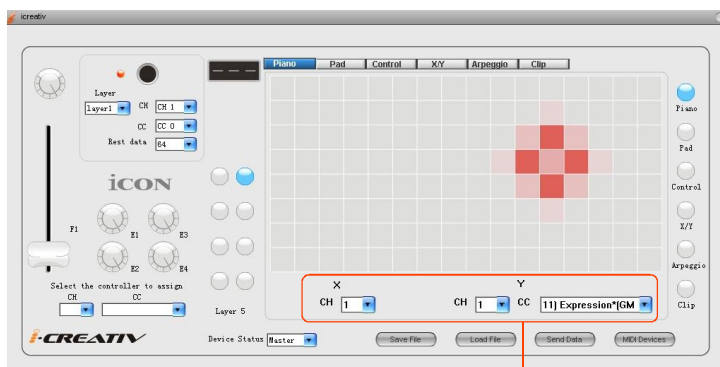 icreativ
Piano Pad Control X/Y Arpeggio Clip
Layer
layer1 CH CH 1
CC CC 0
Rest data 64
iCON
F1
E1 E3
E2 E4
Select the controller to assign
CH CC
Layer 5
X Y
CH 1 CH 1 CC 11) Expression*(GM
Piano
Pad
Control
X/Y
Arpeggio
Clip
i-CREATIV
Device Status Master Save File Load File Send Data MIDI Devices